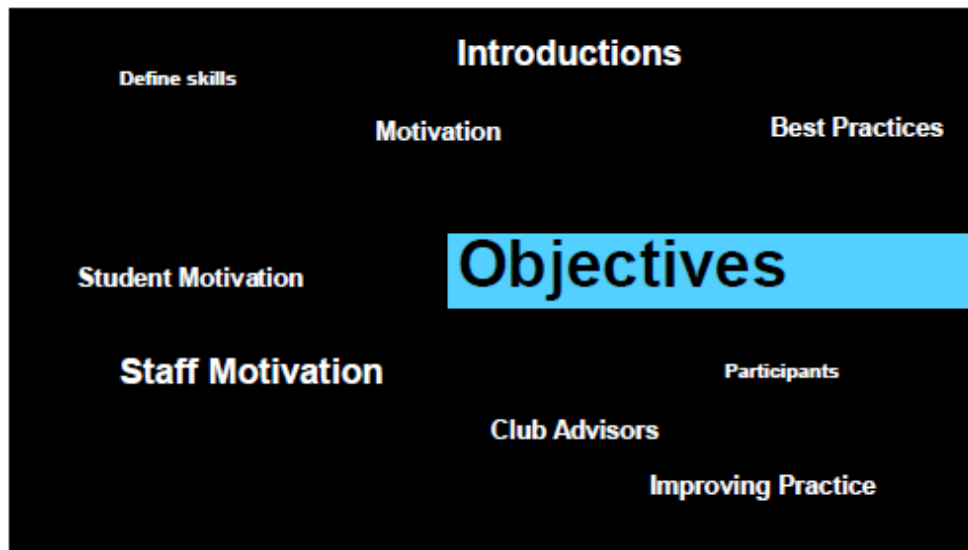 Introductions
Define skills
Motivation
Best Practices
Objectives
Student Motivation
Staff Motivation
Participants
Club Advisors
Improving Practice